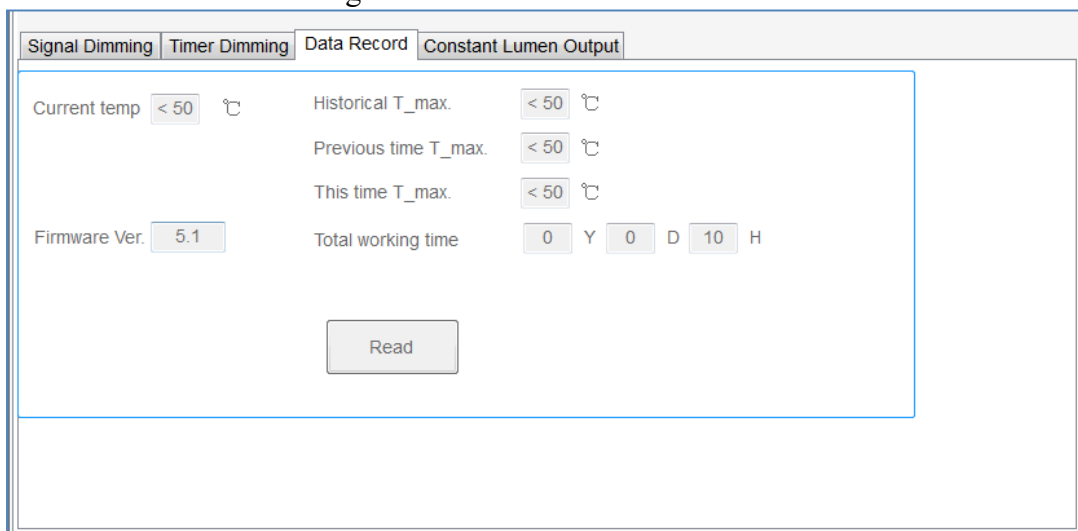 Signal Dimming Timer Dimming Data Record Constant Lumen Output
Current temp < 50 ℃ Historical T_max. < 50 ℃
Previous time T_max. < 50 ℃
This time T_max. < 50 ℃
Firmware Ver. 5.1 Total working time 0 Y 0 D 10 H
Read